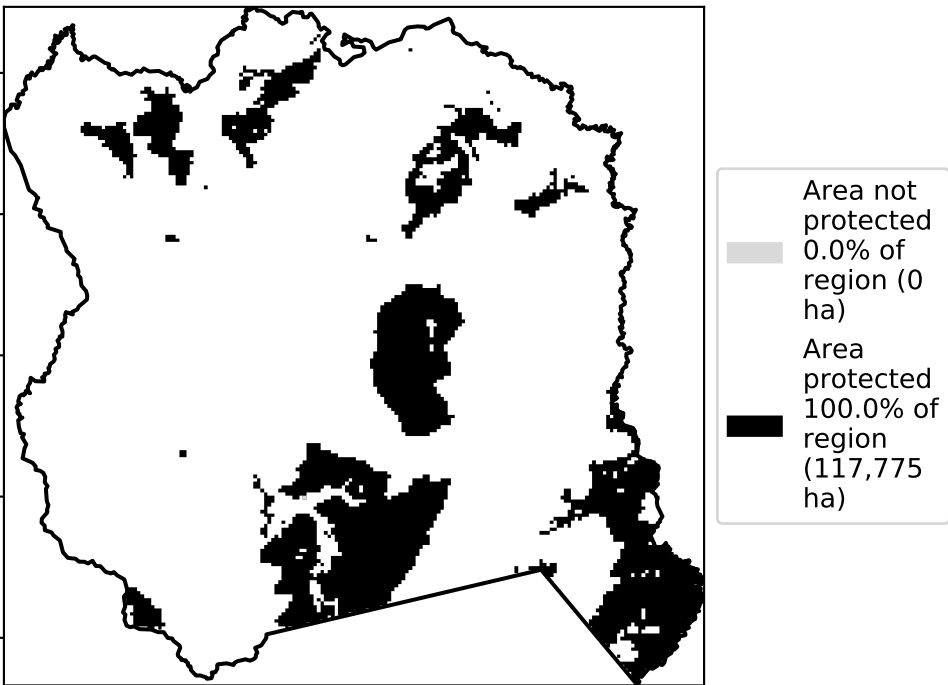 Area not
protected
0.0% of
region (0
ha)
Area
protected
100.0% of
region
(117,775
ha)